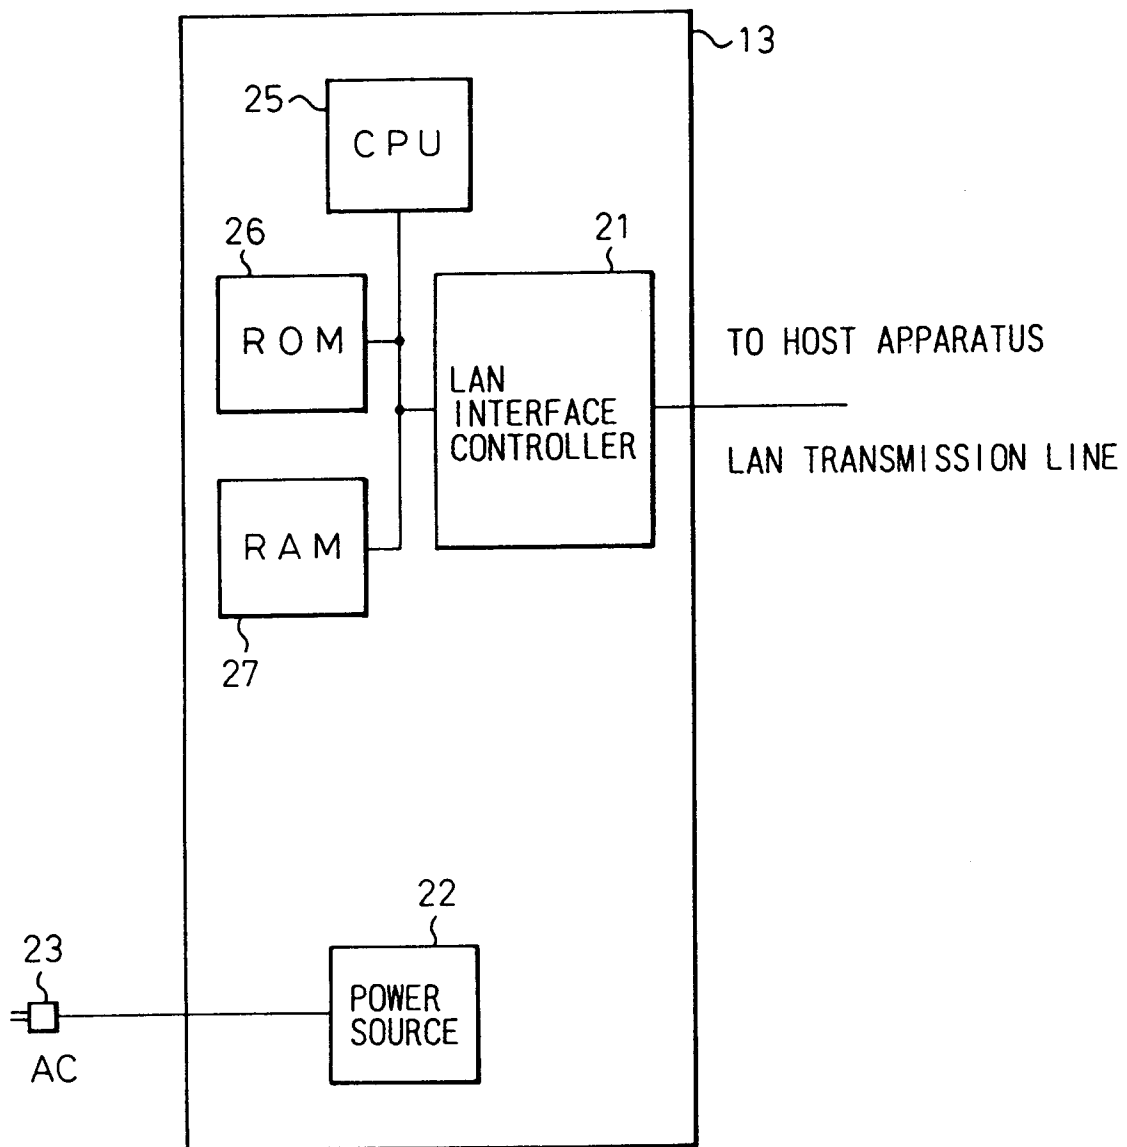 13
25
CPU
26
21
ROM
TO HOST APPARATUS
LAN
INTERFACE
CONTROLLER
LAN TRANSMISSION LINE
RAM
27
22
23
POWER
SOURCE
AC